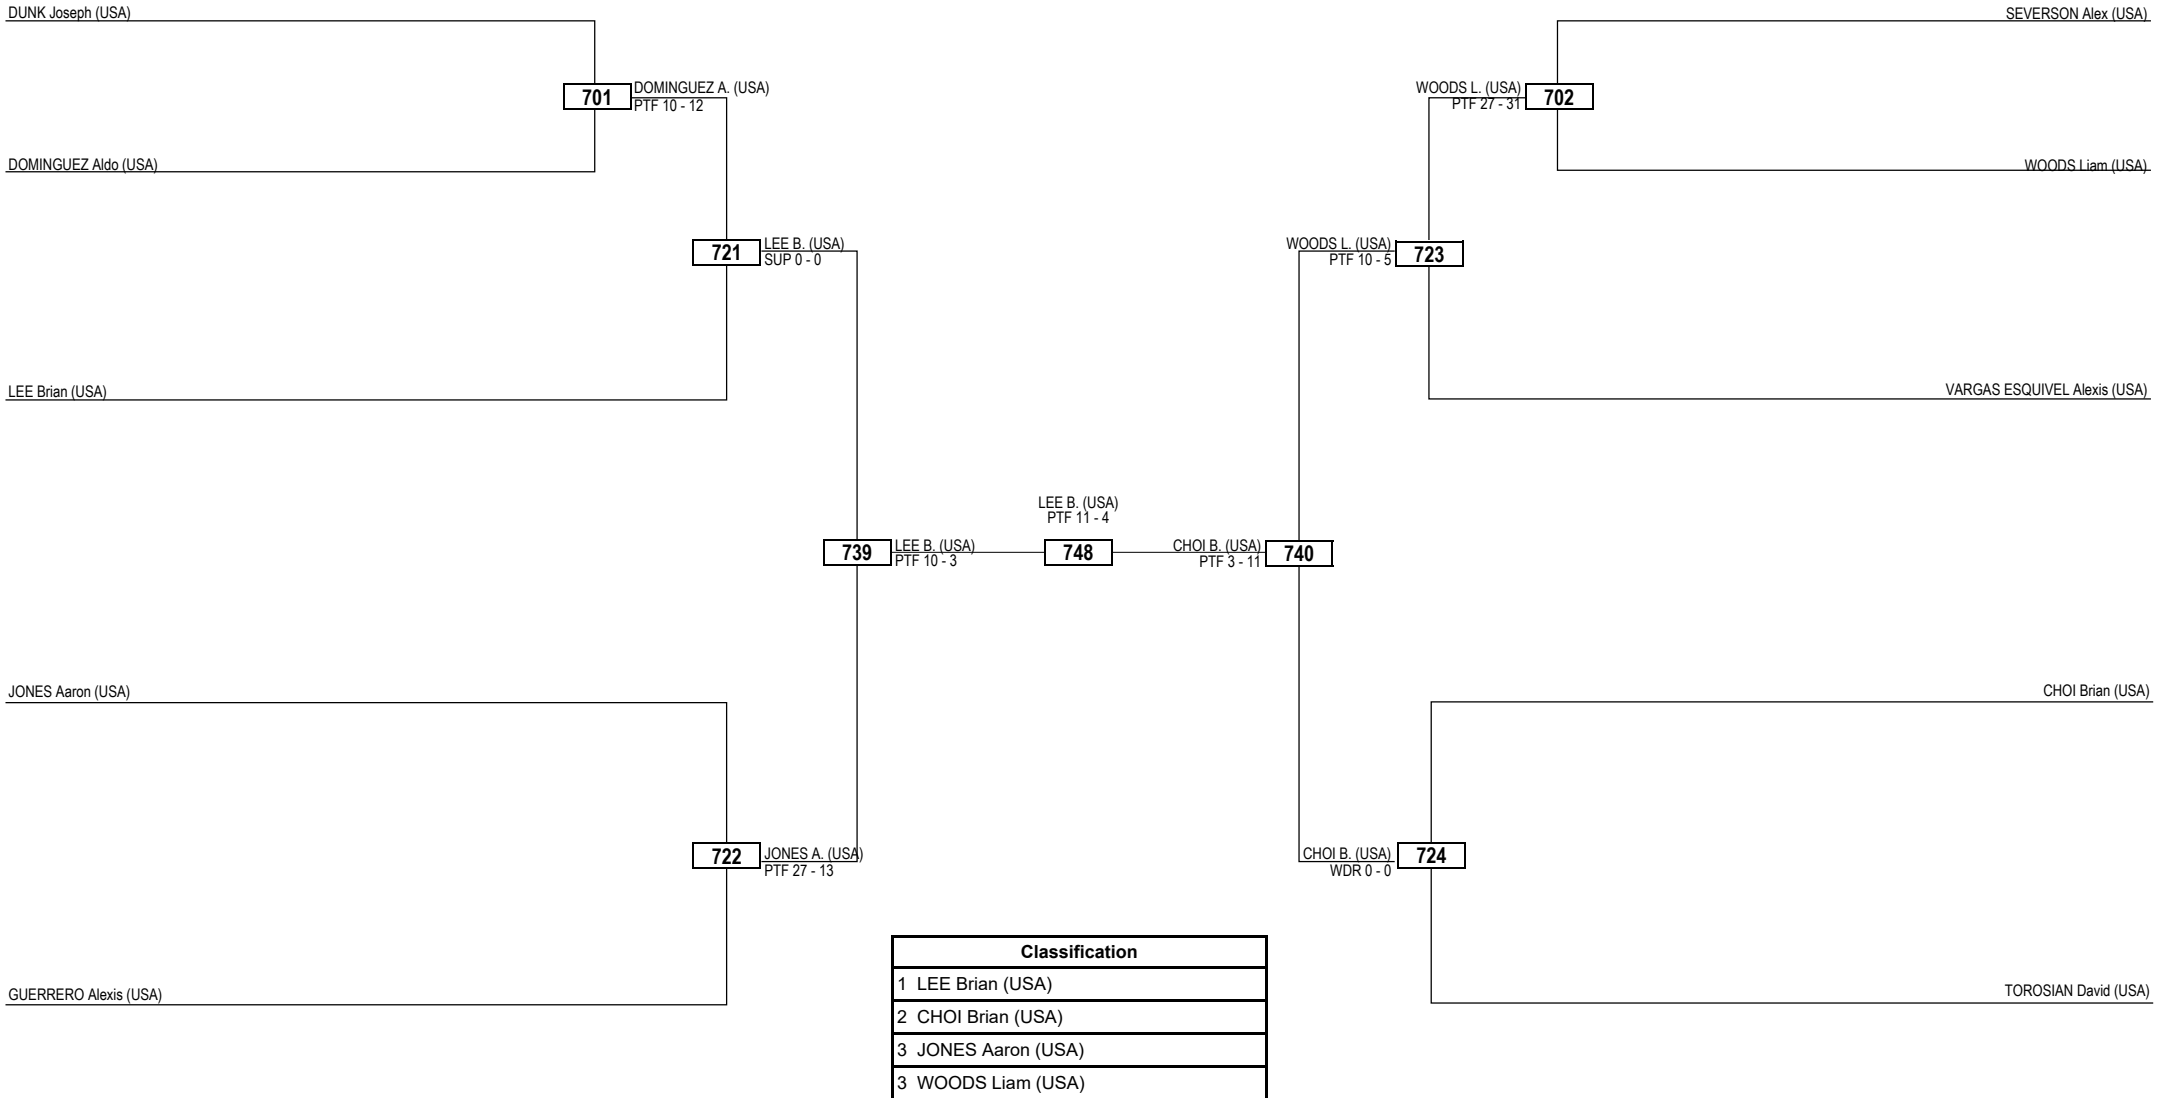 DUNK Joseph (USA)
SEVERSON Alex (USA)
701
DOMINGUEZ A. (USA)
PTF 10 - 12
WOODS L. (USA)
PTF 27 - 31
702
DOMINGUEZ Aldo (USA)
WOODS Liam (USA)
721
LEE B. (USA)
SUP 0 - 0
WOODS L. (USA)
PTF 10 - 5
723
LEE Brian (USA)
VARGAS ESQUIVEL Alexis (USA)
LEE B. (USA)
PTF 11 - 4
739
LEE B. (USA)
PTF 10 - 3
748
CHOI B. (USA)
PTF 3 - 11
740
JONES Aaron (USA)
CHOI Brian (USA)
722
JONES A. (USA)
PTF 27 - 13
CHOI B. (USA)
WDR 0 - 0
724
GUERRERO Alexis (USA)
TOROSIAN David (USA)
Classification
1 LEE Brian (USA)
2 CHOI Brian (USA)
3 JONES Aaron (USA)
3 WOODS Liam (USA)